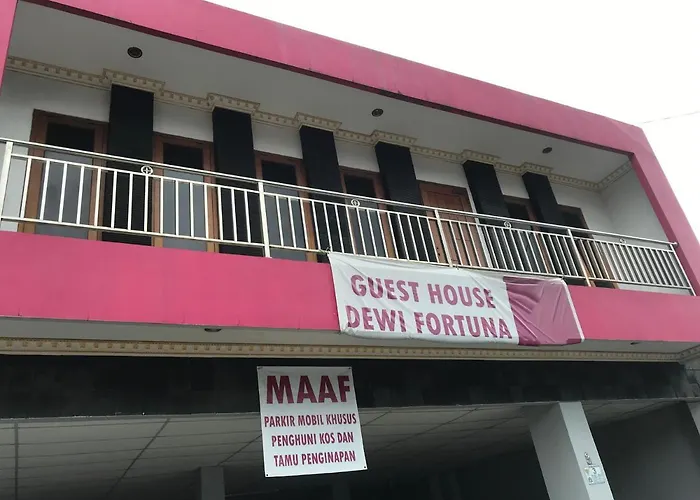 GUEST HOUSE
DEWI FORTUNA
MAAF
PARKIR MOBIL KHUSUS
PENGHUNI KOS DAN
TAMU PENGINAPAN